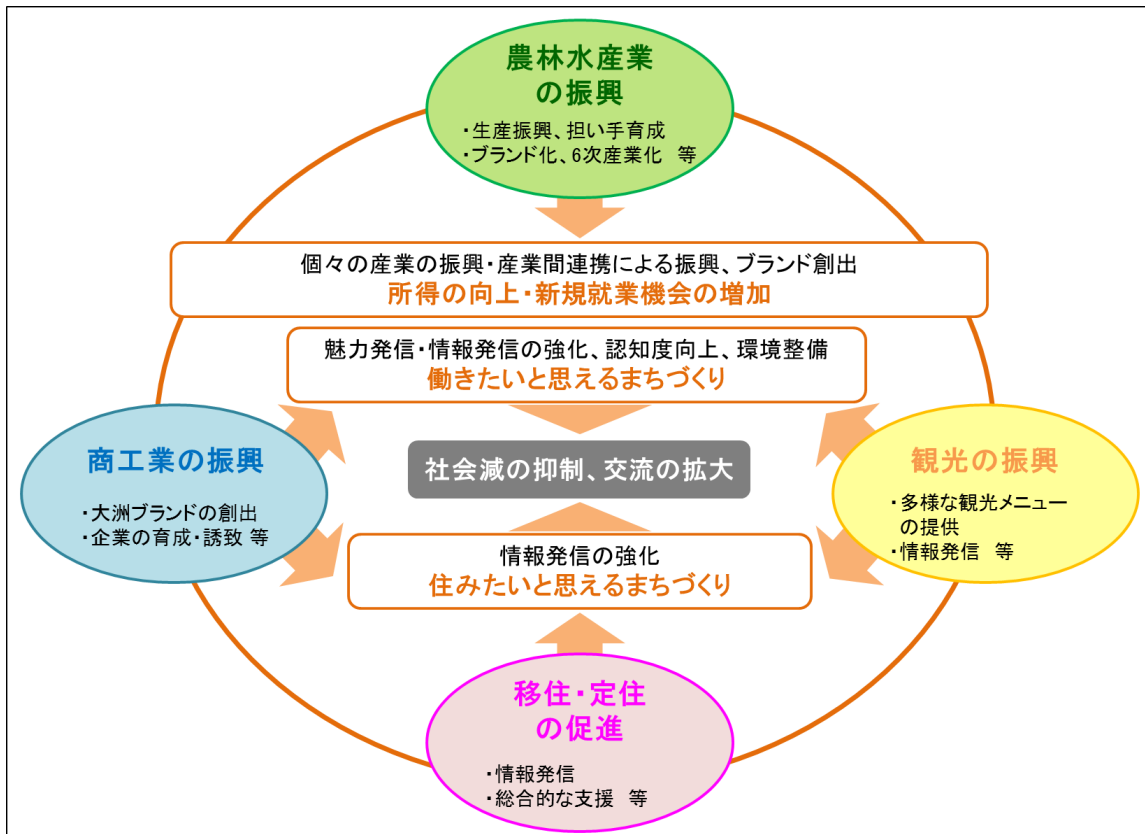 農林水産業
の振興
・生産振興、担い手育成
・ブランド化、6次産業化　等
個々の産業の振興・産業間連携による振興、ブランド創出
所得の向上・新規就業機会の増加
魅力発信・情報発信の強化、認知度向上、環境整備
働きたいと思えるまちづくり
商工業の振興
・大洲ブランドの創出
・企業の育成・誘致 等
社会減の抑制、交流の拡大
観光の振興
・多様な観光メニュー
の提供
・情報発信　等
情報発信の強化
住みたいと思えるまちづくり
移住・定住
の促進
・情報発信
・総合的な支援　等